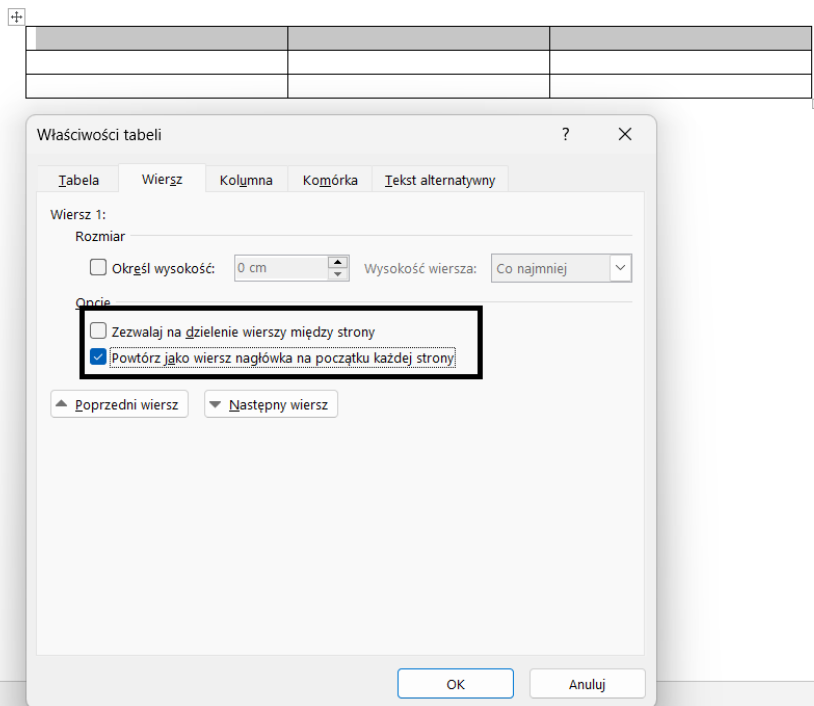 Właściwości tabeli ?
Tabela Wiersz Kolumna Komórka Tekst alternatywny
Wiersz 1:
Rozmiar
Określ wysokość: 0 cm Wysokość wiersza: Co najmniej
Opcje
Zezwalaj na dzielenie wierszy między strony
Powtórz jako wiersz nagłówka na początku każdej strony
Poprzedni wiersz Następny wiersz
OK Anuluj